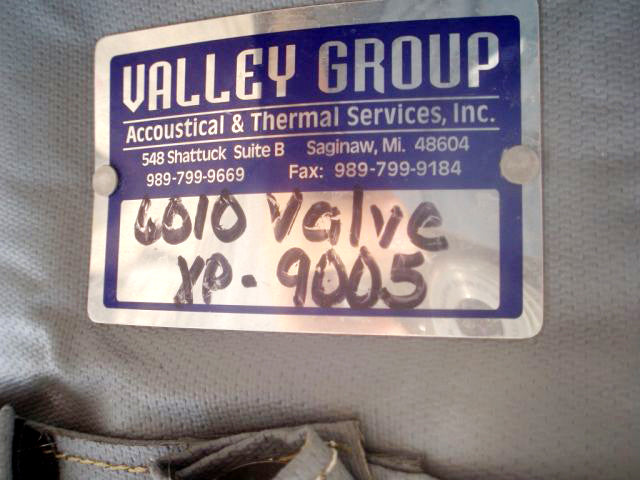 VALLEY GROUP
Accoustical & Thermal Services, Inc.
548 Shattuck Suite B Saginaw, Mi. 48604
989-799-9669 Fax: 989-799-9184
6010 Valve
XP-9005